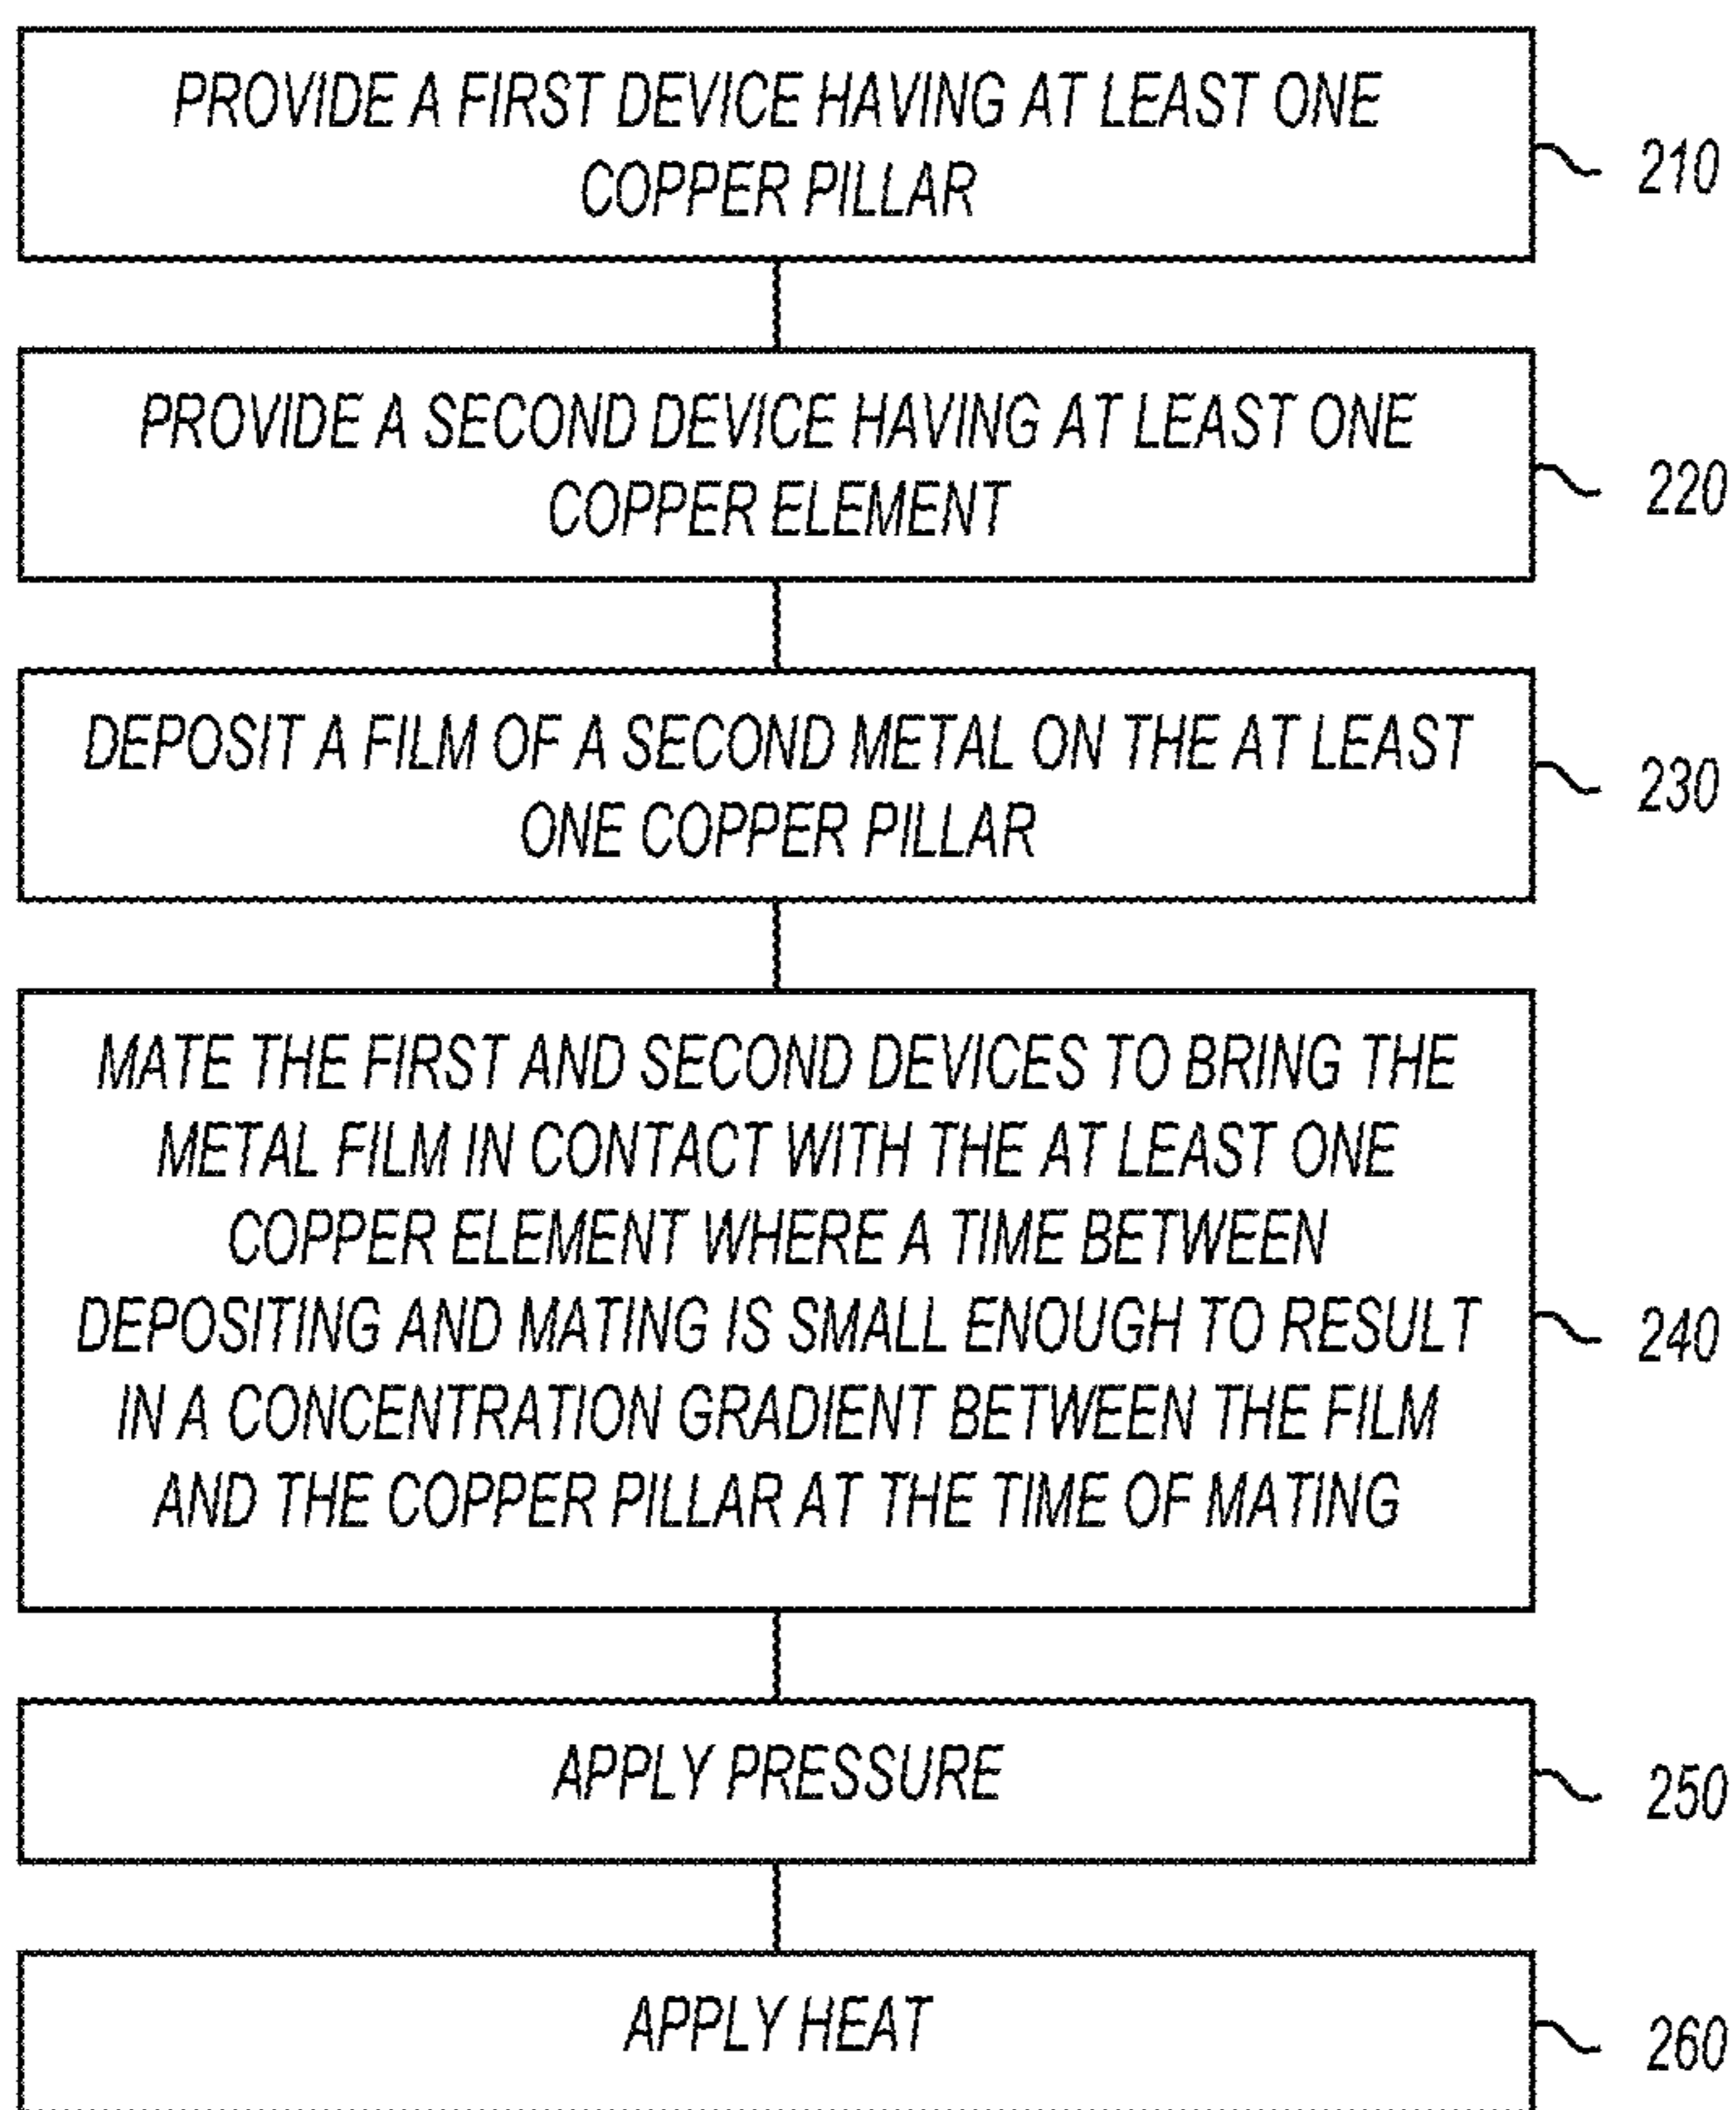 PROVIDE A FIRST DEVICE HAVING AT LEAST ONE
COPPER PILLAR
210
PROVIDE A SECOND DEVICE HAVING AT LEAST ONE
COPPER ELEMENT
220
DEPOSIT A FILM OF A SECOND METAL ON THE AT LEAST
ONE COPPER PILLAR
230
MATE THE FIRST AND SECOND DEVICES TO BRING THE
METAL FILM IN CONTACT WITH THE AT LEAST ONE
COPPER ELEMENT WHERE A TIME BETWEEN
DEPOSITING AND MATING IS SMALL ENOUGH TO RESULT
IN A CONCENTRATION GRADIENT BETWEEN THE FILM
AND THE COPPER PILLAR AT THE TIME OF MATING
240
APPLY PRESSURE
250
APPLY HEAT
260